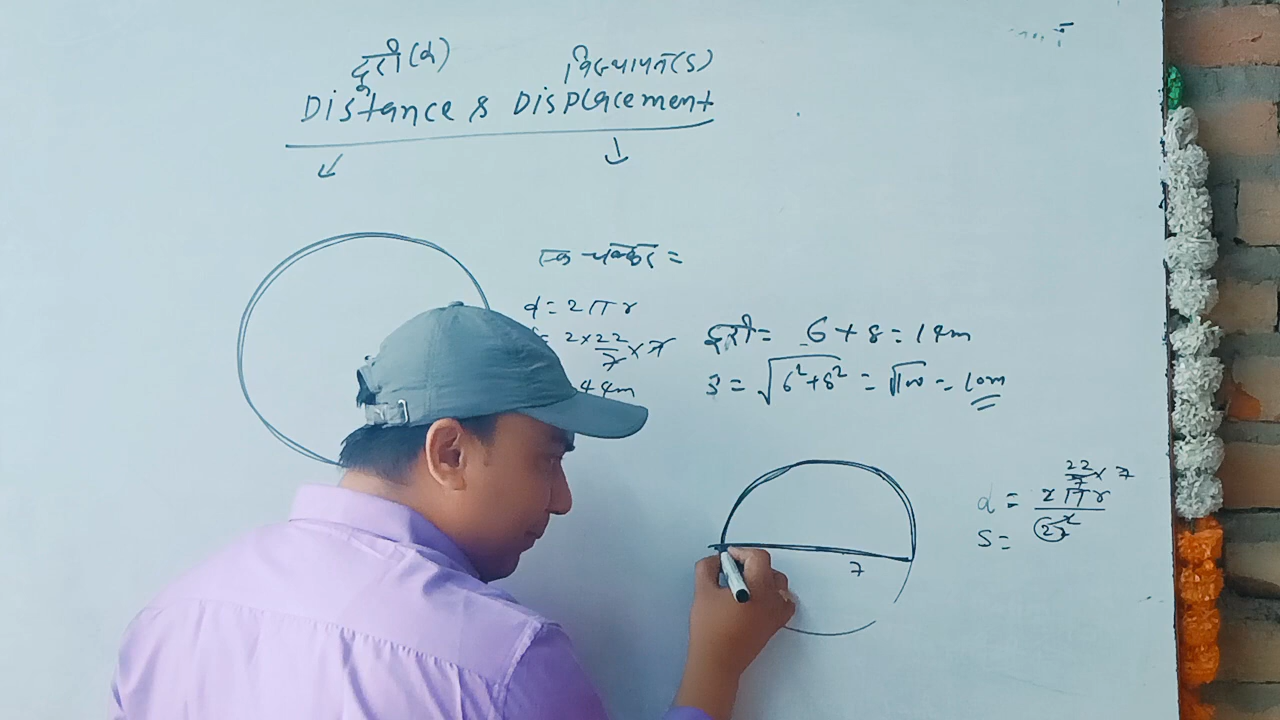 दूरी(d) विस्थापन(s)
Distance & Displacement
एक चक्कर =
d = 2πr
= 2×22/7×7
44m
दूरी = 6+8 = 14m
s = √6²+8² = √100 = 10m
7
22/7×7
d = 2πr/2
s =